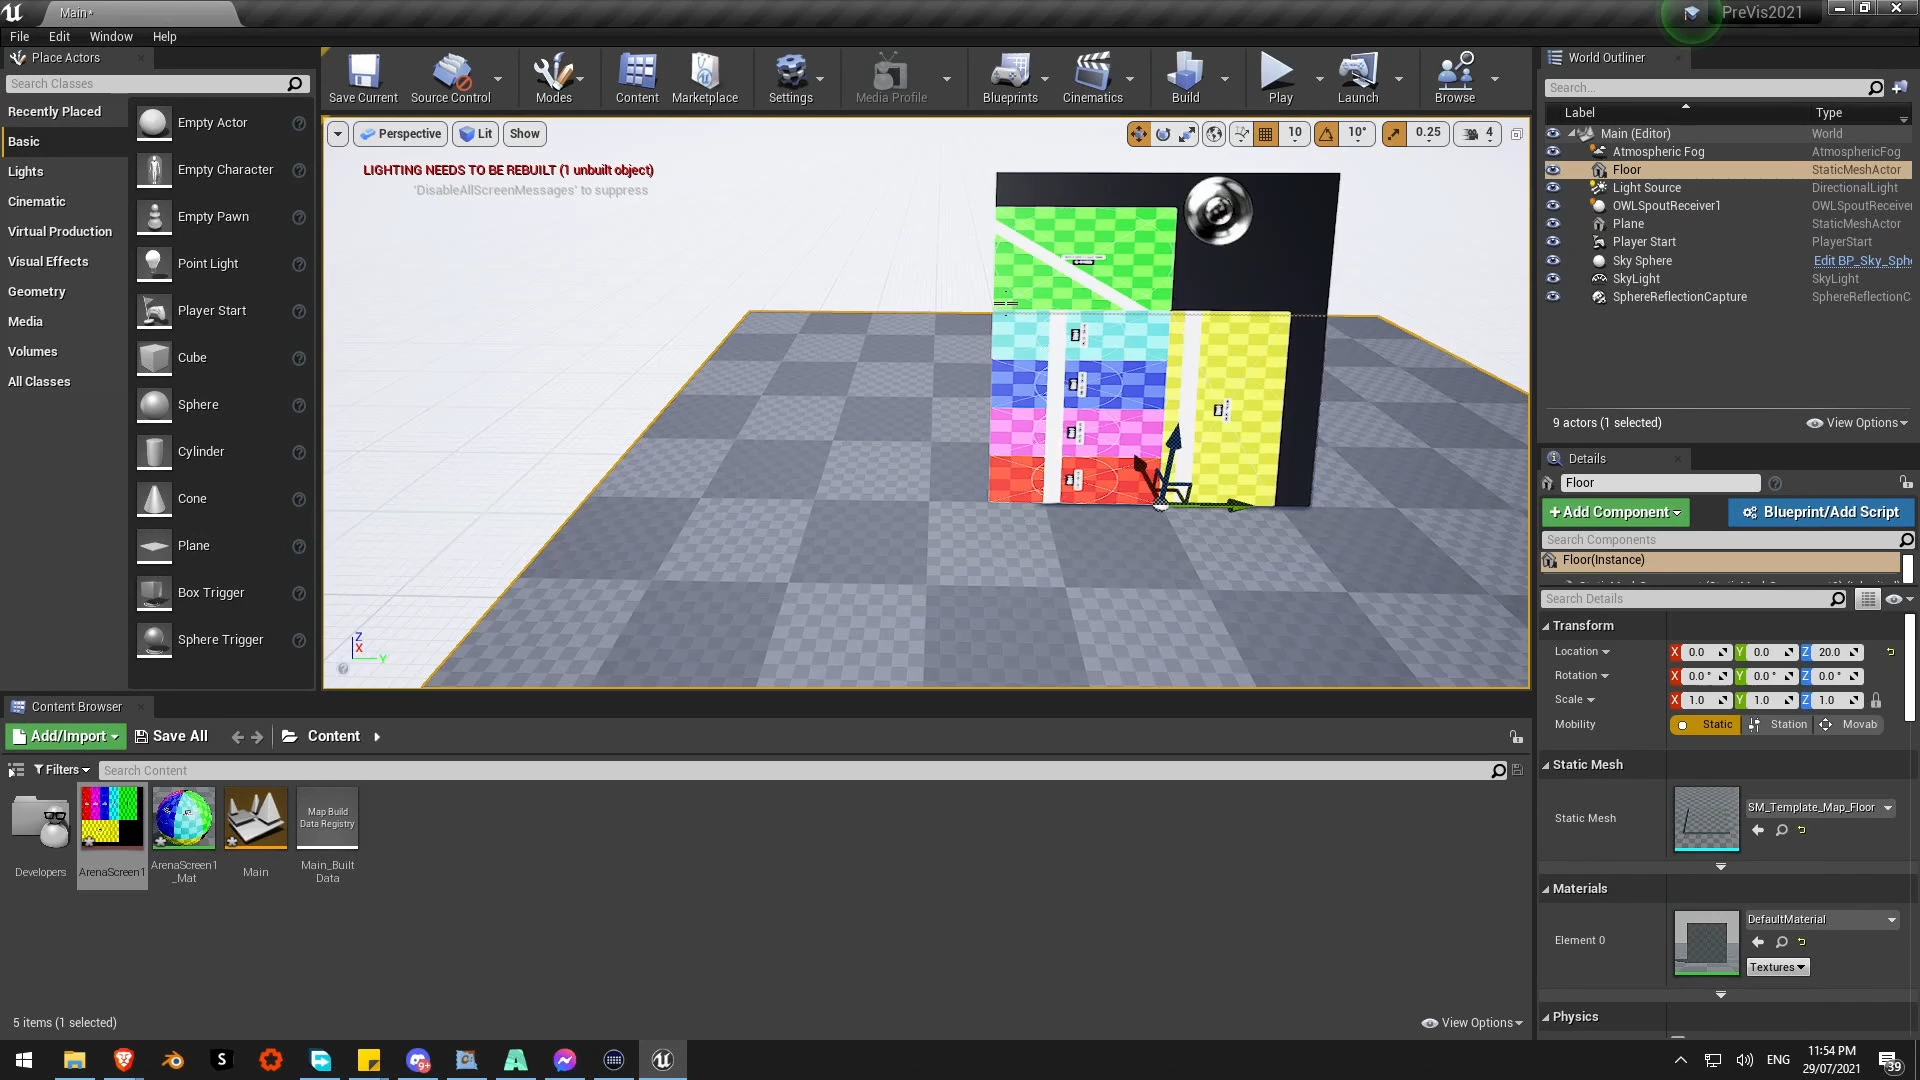 Main*
PreVis2021
File Edit Window Help
Place Actors
Search Classes
Recently Placed
Basic
Lights
Cinematic
Virtual Production
Visual Effects
Geometry
Media
Volumes
All Classes
Empty Actor
Empty Character
Empty Pawn
Point Light
Player Start
Cube
Sphere
Cylinder
Cone
Plane
Box Trigger
Sphere Trigger
Save Current
Source Control
Modes
Content
Marketplace
Settings
Media Profile
Blueprints
Cinematics
Build
Play
Launch
Browse
Perspective
Lit
Show
10
10°
0.25
4
LIGHTING NEEDS TO BE REBUILT (1 unbuilt object)
'DisableAllScreenMessages' to suppress
Z
X
Y
World Outliner
Search...
Label Type
Main (Editor) World
Atmospheric Fog AtmosphericFog
Floor StaticMeshActor
Light Source DirectionalLight
OWLSpoutReceiver1 OWLSpoutReceiver
Plane StaticMeshActor
Player Start PlayerStart
Sky Sphere Edit BP_Sky_Sphe
SkyLight SkyLight
SphereReflectionCapture SphereReflectionC
9 actors (1 selected)
View Options
Details
Floor
+Add Component
Blueprint/Add Script
Search Components
Floor(Instance)
Search Details
Transform
Location X 0.0 Y 0.0 Z 20.0
Rotation X 0.0 ° Y 0.0 ° Z 0.0 °
Scale X 1.0 Y 1.0 Z 1.0
Mobility Static Station Movab
Static Mesh
Static Mesh SM_Template_Map_Floor
Materials
Element 0 DefaultMaterial
Textures
Physics
Content Browser
Add/Import
Save All
Content
Filters
Search Content
Developers
ArenaScreen1
ArenaScreen1
_Mat
Main
Map Build
Data Registry
Main_Built
Data
5 items (1 selected)
View Options
S
9+
ENG
11:54 PM
29/07/2021
39